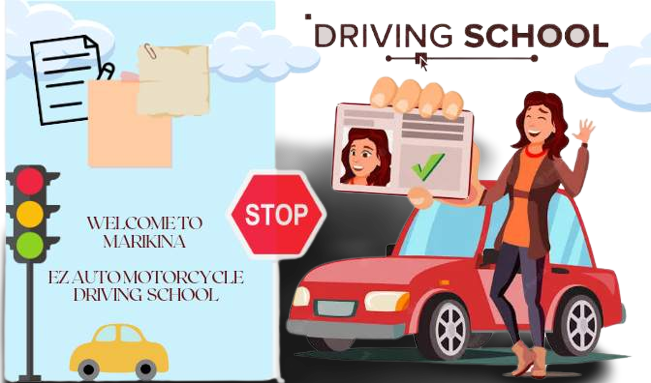 DRIVING SCHOOL
WELCOME TO
MARIKINA
EZ AUTO MOTORCYCLE
DRIVING SCHOOL
STOP